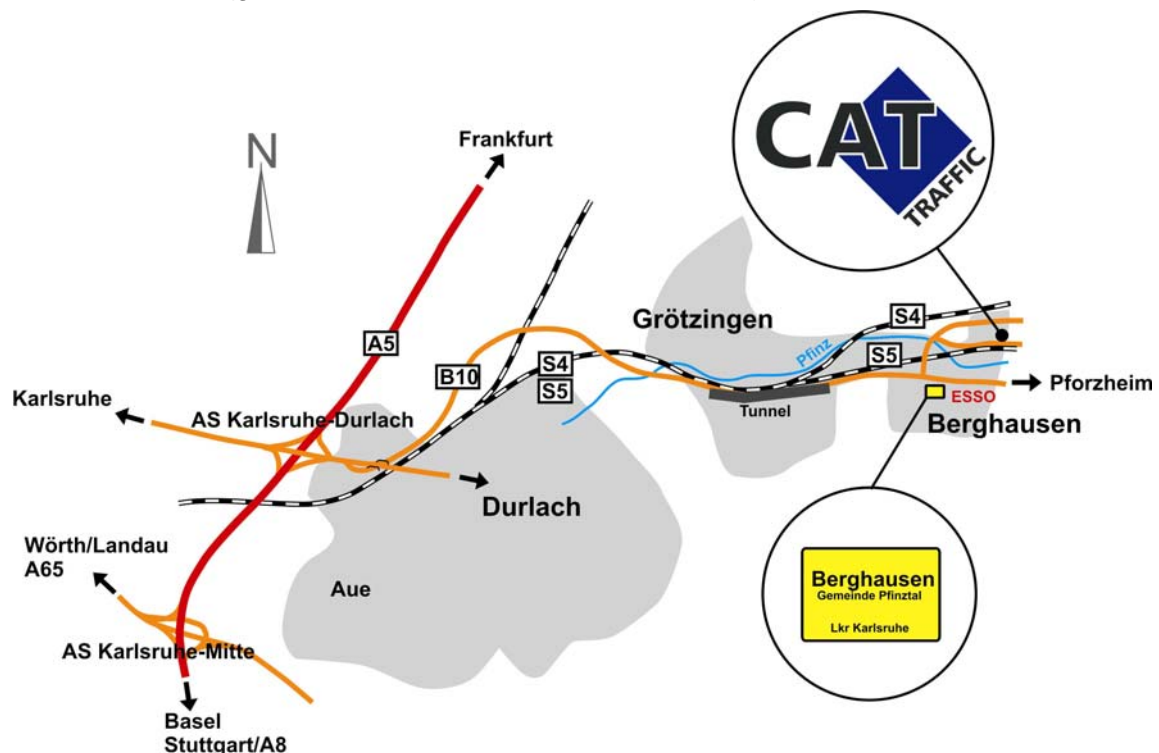 N
Frankfurt
CAT
TRAFFIC
A5
B10
S4
S5
Grötzingen
Pfinz
S4
S5
Pforzheim
Karlsruhe
AS Karlsruhe-Durlach
Tunnel
ESSO
Berghausen
Durlach
Wörth/Landau
A65
Aue
AS Karlsruhe-Mitte
Basel
Stuttgart/A8
Berghausen
Gemeinde Pfinztal
Lkr Karlsruhe